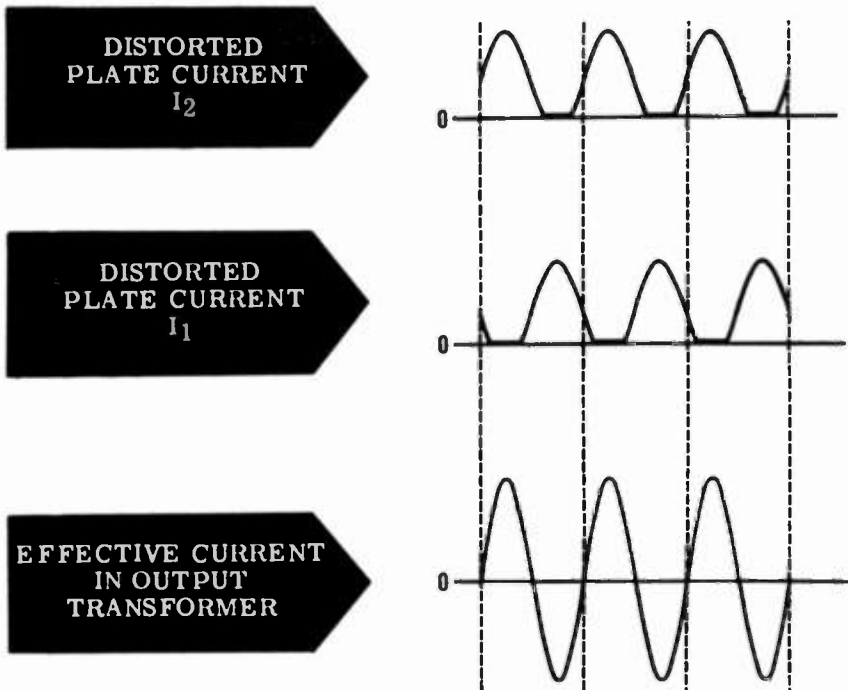 DISTORTED
PLATE CURRENT
I2
0
DISTORTED
PLATE CURRENT
I1
0
EFFECTIVE CURRENT
IN OUTPUT
TRANSFORMER
0